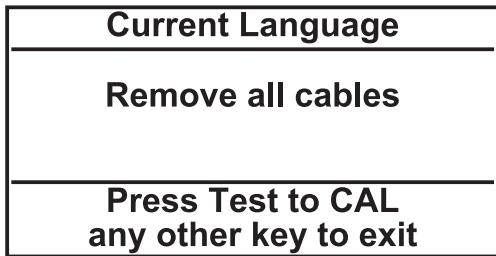 Current Language
Remove all cables
Press Test to CAL
any other key to exit